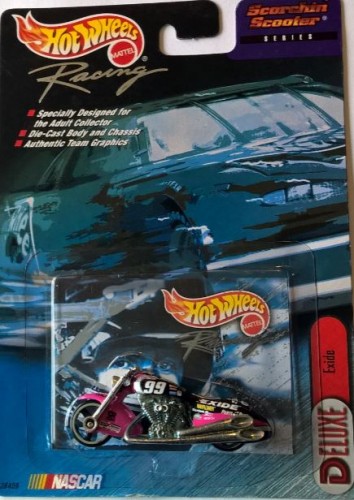 HOT WHEELS
MATTEL
Racing
Scorchin
Scooter
SERIES
Specially Designed for
the Adult Collector
Die-Cast Body and Chassis
Authentic Team Graphics
HOT WHEELS
MATTEL
99
EXIDE
Exide
DELUXE
NASCAR